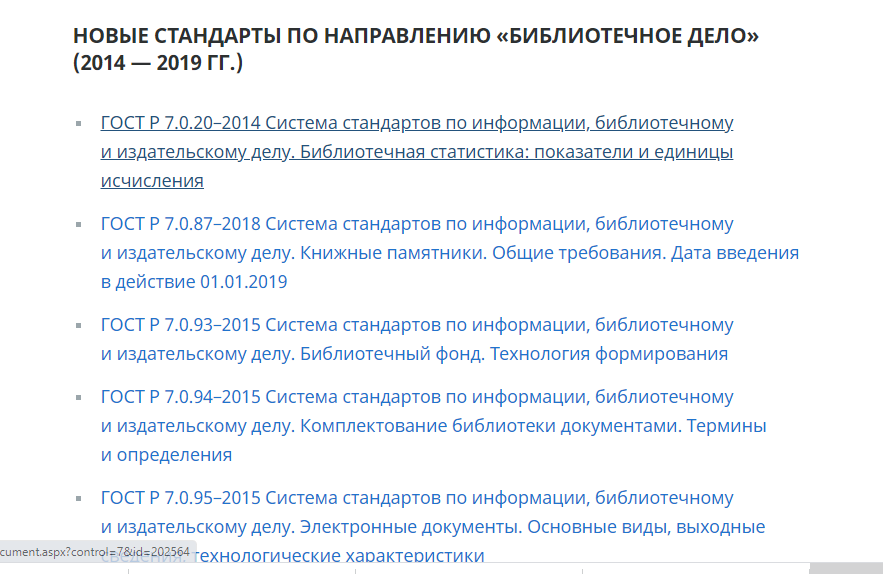 НОВЫЕ СТАНДАРТЫ ПО НАПРАВЛЕНИЮ «БИБЛИОТЕЧНОЕ ДЕЛО»
(2014 — 2019 ГГ.)
ГОСТ Р 7.0.20–2014 Система стандартов по информации, библиотечному
и издательскому делу. Библиотечная статистика: показатели и единицы
исчисления
ГОСТ Р 7.0.87–2018 Система стандартов по информации, библиотечному
и издательскому делу. Книжные памятники. Общие требования. Дата введения
в действие 01.01.2019
ГОСТ Р 7.0.93–2015 Система стандартов по информации, библиотечному
и издательскому делу. Библиотечный фонд. Технология формирования
ГОСТ Р 7.0.94–2015 Система стандартов по информации, библиотечному
и издательскому делу. Комплектование библиотеки документами. Термины
и определения
ГОСТ Р 7.0.95–2015 Система стандартов по информации, библиотечному
и издательскому делу. Электронные документы. Основные виды, выходные
cument.aspx?control=7&id=202564
сведения, технологические характеристики